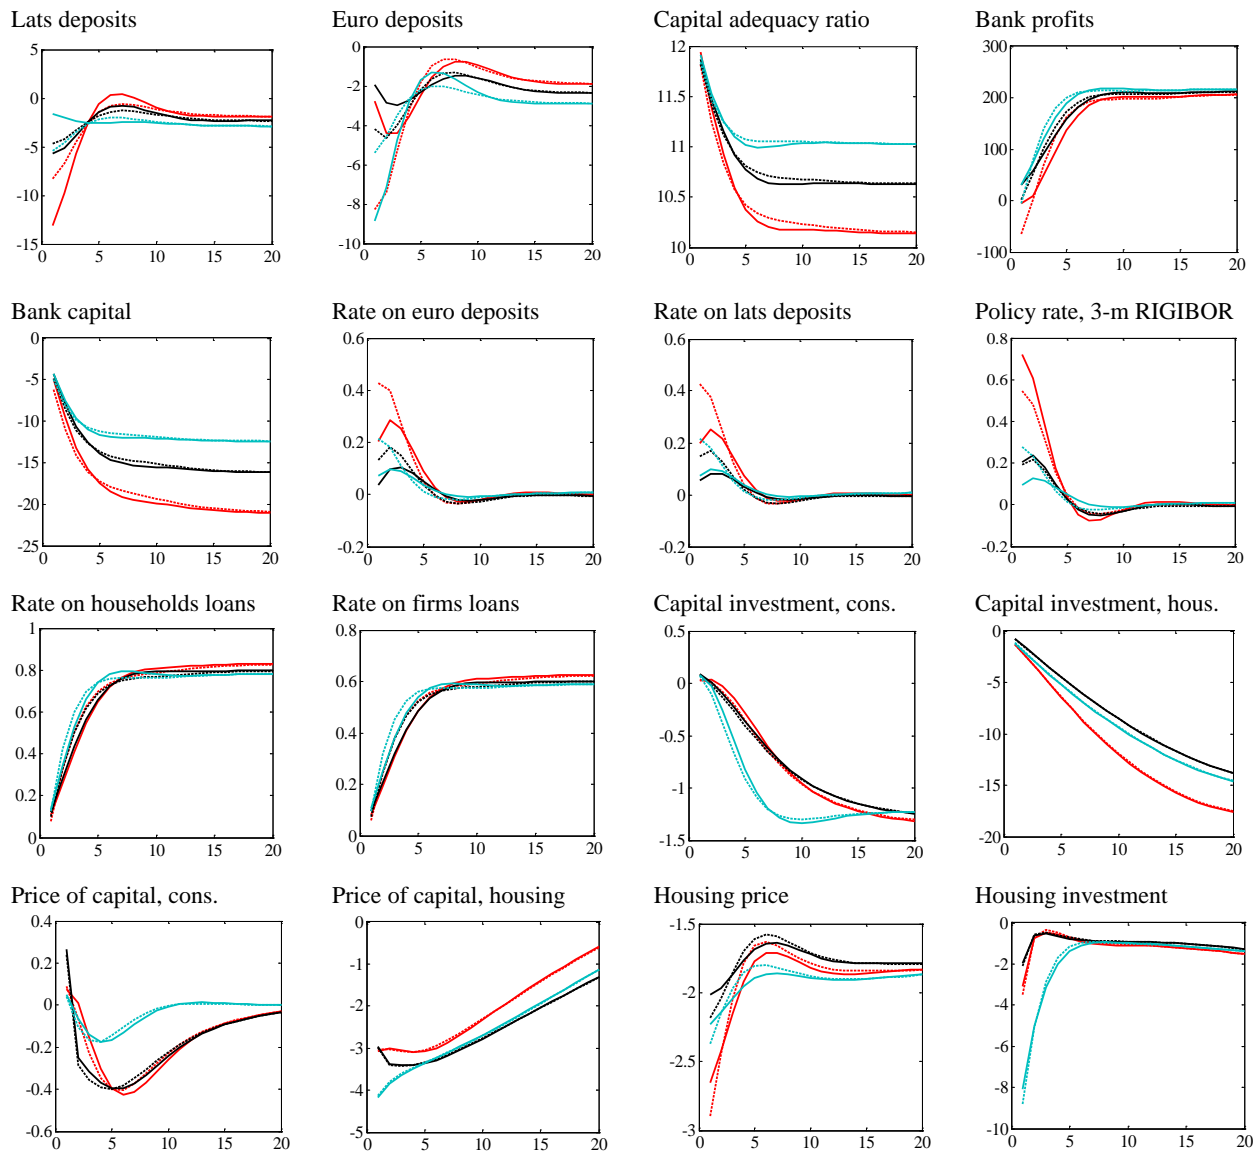 Lats deposits
Euro deposits
Capital adequacy ratio
Bank profits
5
0
-5
-10
-15
0 5 10 15 20
0
-2
-4
-6
-8
-10
0 5 10 15 20
12
11.5
11
10.5
10
0 5 10 15 20
300
200
100
0
-100
0 5 10 15 20
Bank capital
Rate on euro deposits
Rate on lats deposits
Policy rate, 3-m RIGIBOR
0
-5
-10
-15
-20
-25
0 5 10 15 20
0.6
0.4
0.2
0
-0.2
0 5 10 15 20
0.6
0.4
0.2
0
-0.2
0 5 10 15 20
0.8
0.6
0.4
0.2
0
-0.2
0 5 10 15 20
Rate on households loans
Rate on firms loans
Capital investment, cons.
Capital investment, hous.
1
0.8
0.6
0.4
0.2
0
0 5 10 15 20
0.8
0.6
0.4
0.2
0
0 5 10 15 20
0.5
0
-0.5
-1
-1.5
0 5 10 15 20
0
-5
-10
-15
-20
0 5 10 15 20
Price of capital, cons.
Price of capital, housing
Housing price
Housing investment
0.4
0.2
0
-0.2
-0.4
-0.6
0 5 10 15 20
0
-1
-2
-3
-4
-5
0 5 10 15 20
-1.5
-2
-2.5
-3
0 5 10 15 20
0
-2
-4
-6
-8
-10
0 5 10 15 20